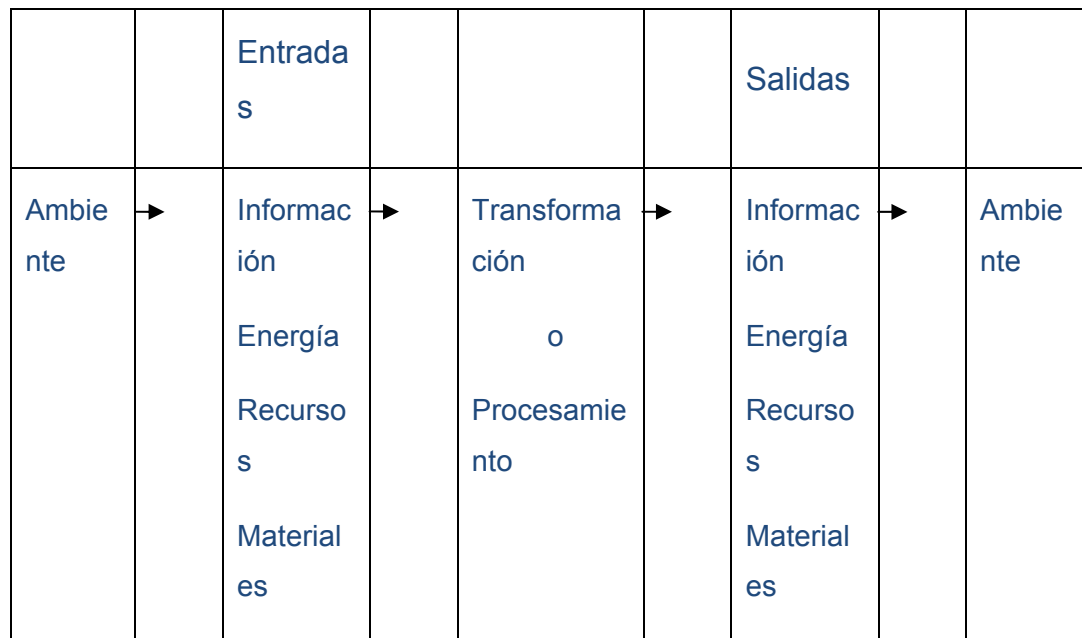 Entrada
s
Salidas
Ambie
nte
Informac
ión
Energía
Recurso
s
Material
es
Transforma
ción
o
Procesamie
nto
Informac
ión
Energía
Recurso
s
Material
es
Ambie
nte